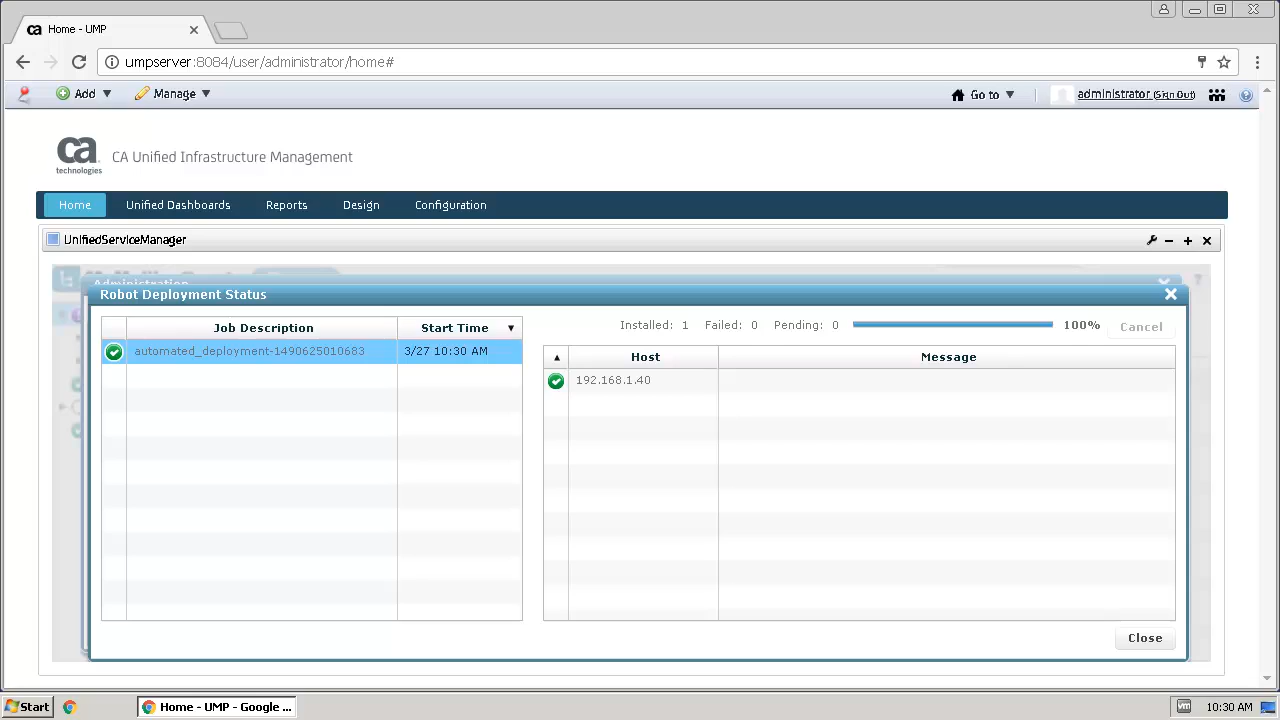 Home - UMP
umpserver:8084/user/administrator/home#
Add
Manage
Go to
administrator (Sign Out)
ca
technologies
CA Unified Infrastructure Management
Home
Unified Dashboards
Reports
Design
Configuration
UnifiedServiceManager
Administration
Robot Deployment Status
Job Description
Start Time
automated_deployment-1490625010683
3/27 10:30 AM
Installed: 1 Failed: 0 Pending: 0
100%
Cancel
Host
Message
192.168.1.40
Close
Start
Home - UMP - Google ...
10:30 AM